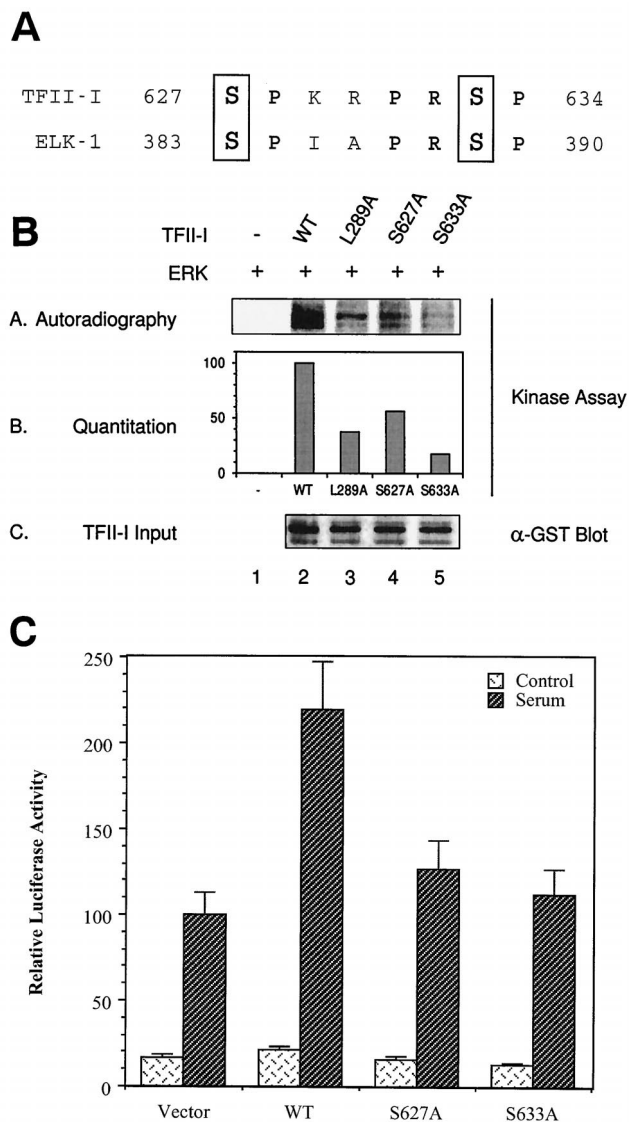 A
TFII-I 627 S P K R P R S P 634
ELK-1 383 S P I A P R S P 390
B
TFII-I - WT L289A S627A S633A
ERK + + + + +
A. Autoradiography
100
50
0
B. Quantitation
Kinase Assay
- WT L289A S627A S633A
C. TFII-I Input
α-GST Blot
1 2 3 4 5
C
250
200
150
100
50
0
Relative Luciferase Activity
Control
Serum
Vector WT S627A S633A